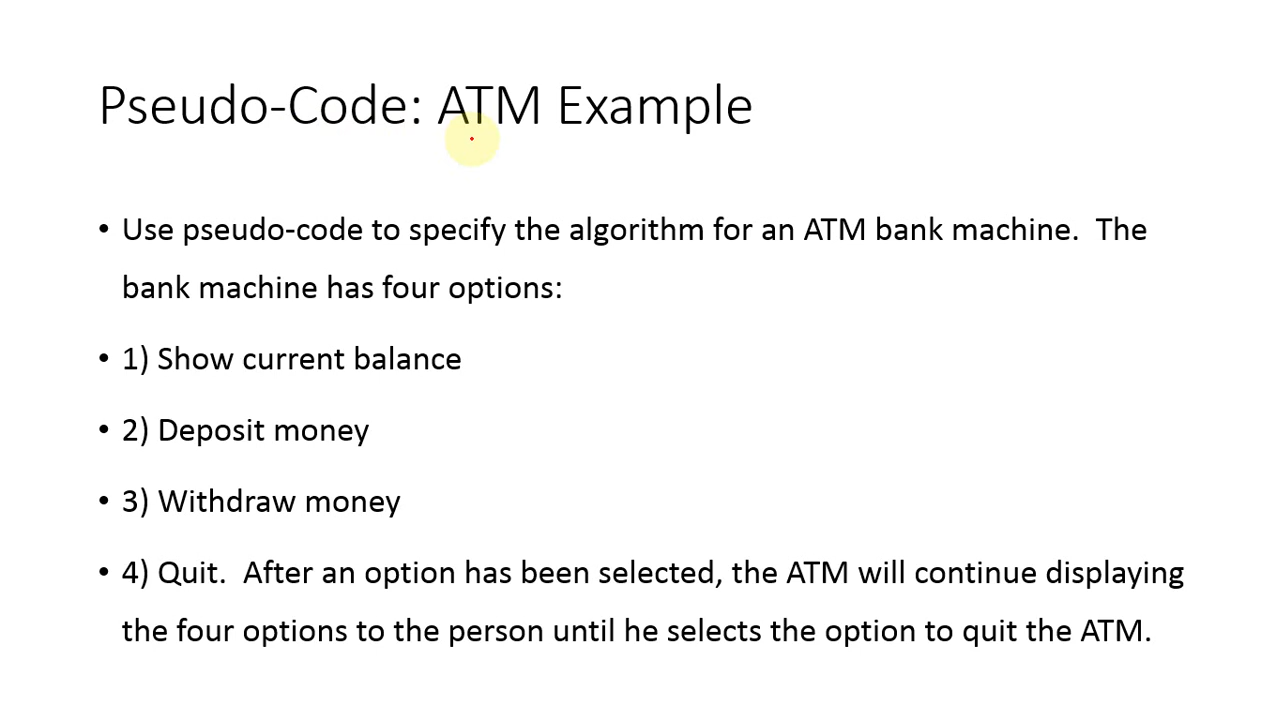 Pseudo-Code: ATM Example
• Use pseudo-code to specify the algorithm for an ATM bank machine.  The
bank machine has four options:
• 1) Show current balance
• 2) Deposit money
• 3) Withdraw money
• 4) Quit.  After an option has been selected, the ATM will continue displaying
the four options to the person until he selects the option to quit the ATM.